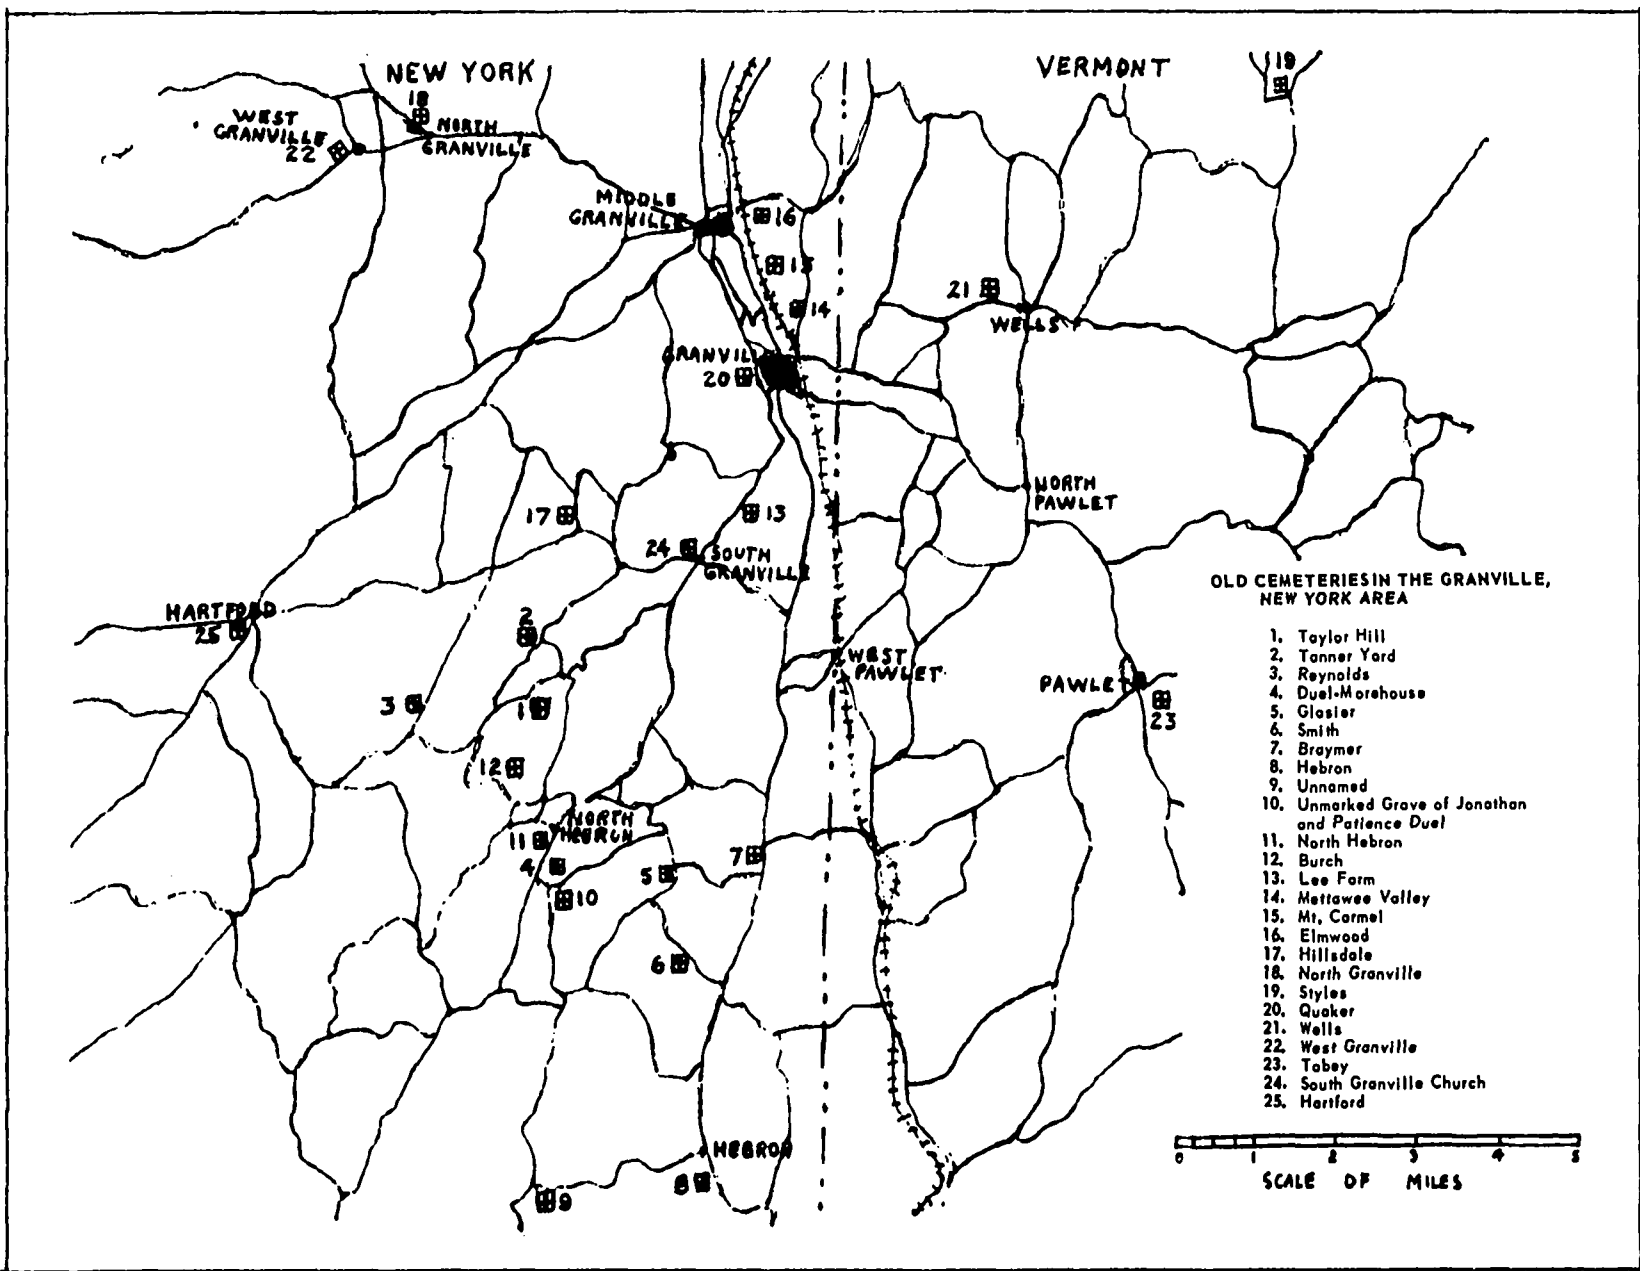 NEW YORK
VERMONT
19
18
WEST
GRANVILLE
22
NORTH
GRANVILLE
MIDDLE
GRANVILLE
16
15
14
21
WELLS
GRANVIL
20
NORTH
PAWLET
17
13
24
SOUTH
GRANVILLE
HARTFORD
25
2
WEST
PAWLET
PAWLET
23
3
1
12
NORTH
HEBRON
11
4
10
5
7
6
HEBRON
8
9
OLD CEMETERIES IN THE GRANVILLE,
NEW YORK AREA
1. Taylor Hill
2. Tanner Yard
3. Reynolds
4. Duel-Morehouse
5. Glasier
6. Smith
7. Braymer
8. Hebron
9. Unnamed
10. Unmarked Grave of Jonathan
and Patience Duel
11. North Hebron
12. Burch
13. Lee Farm
14. Mettawee Valley
15. Mt. Carmel
16. Elmwood
17. Hillsdale
18. North Granville
19. Styles
20. Quaker
21. Wells
22. West Granville
23. Tobey
24. South Granville Church
25. Hartford
0 1 2 3 4 5
SCALE OF MILES